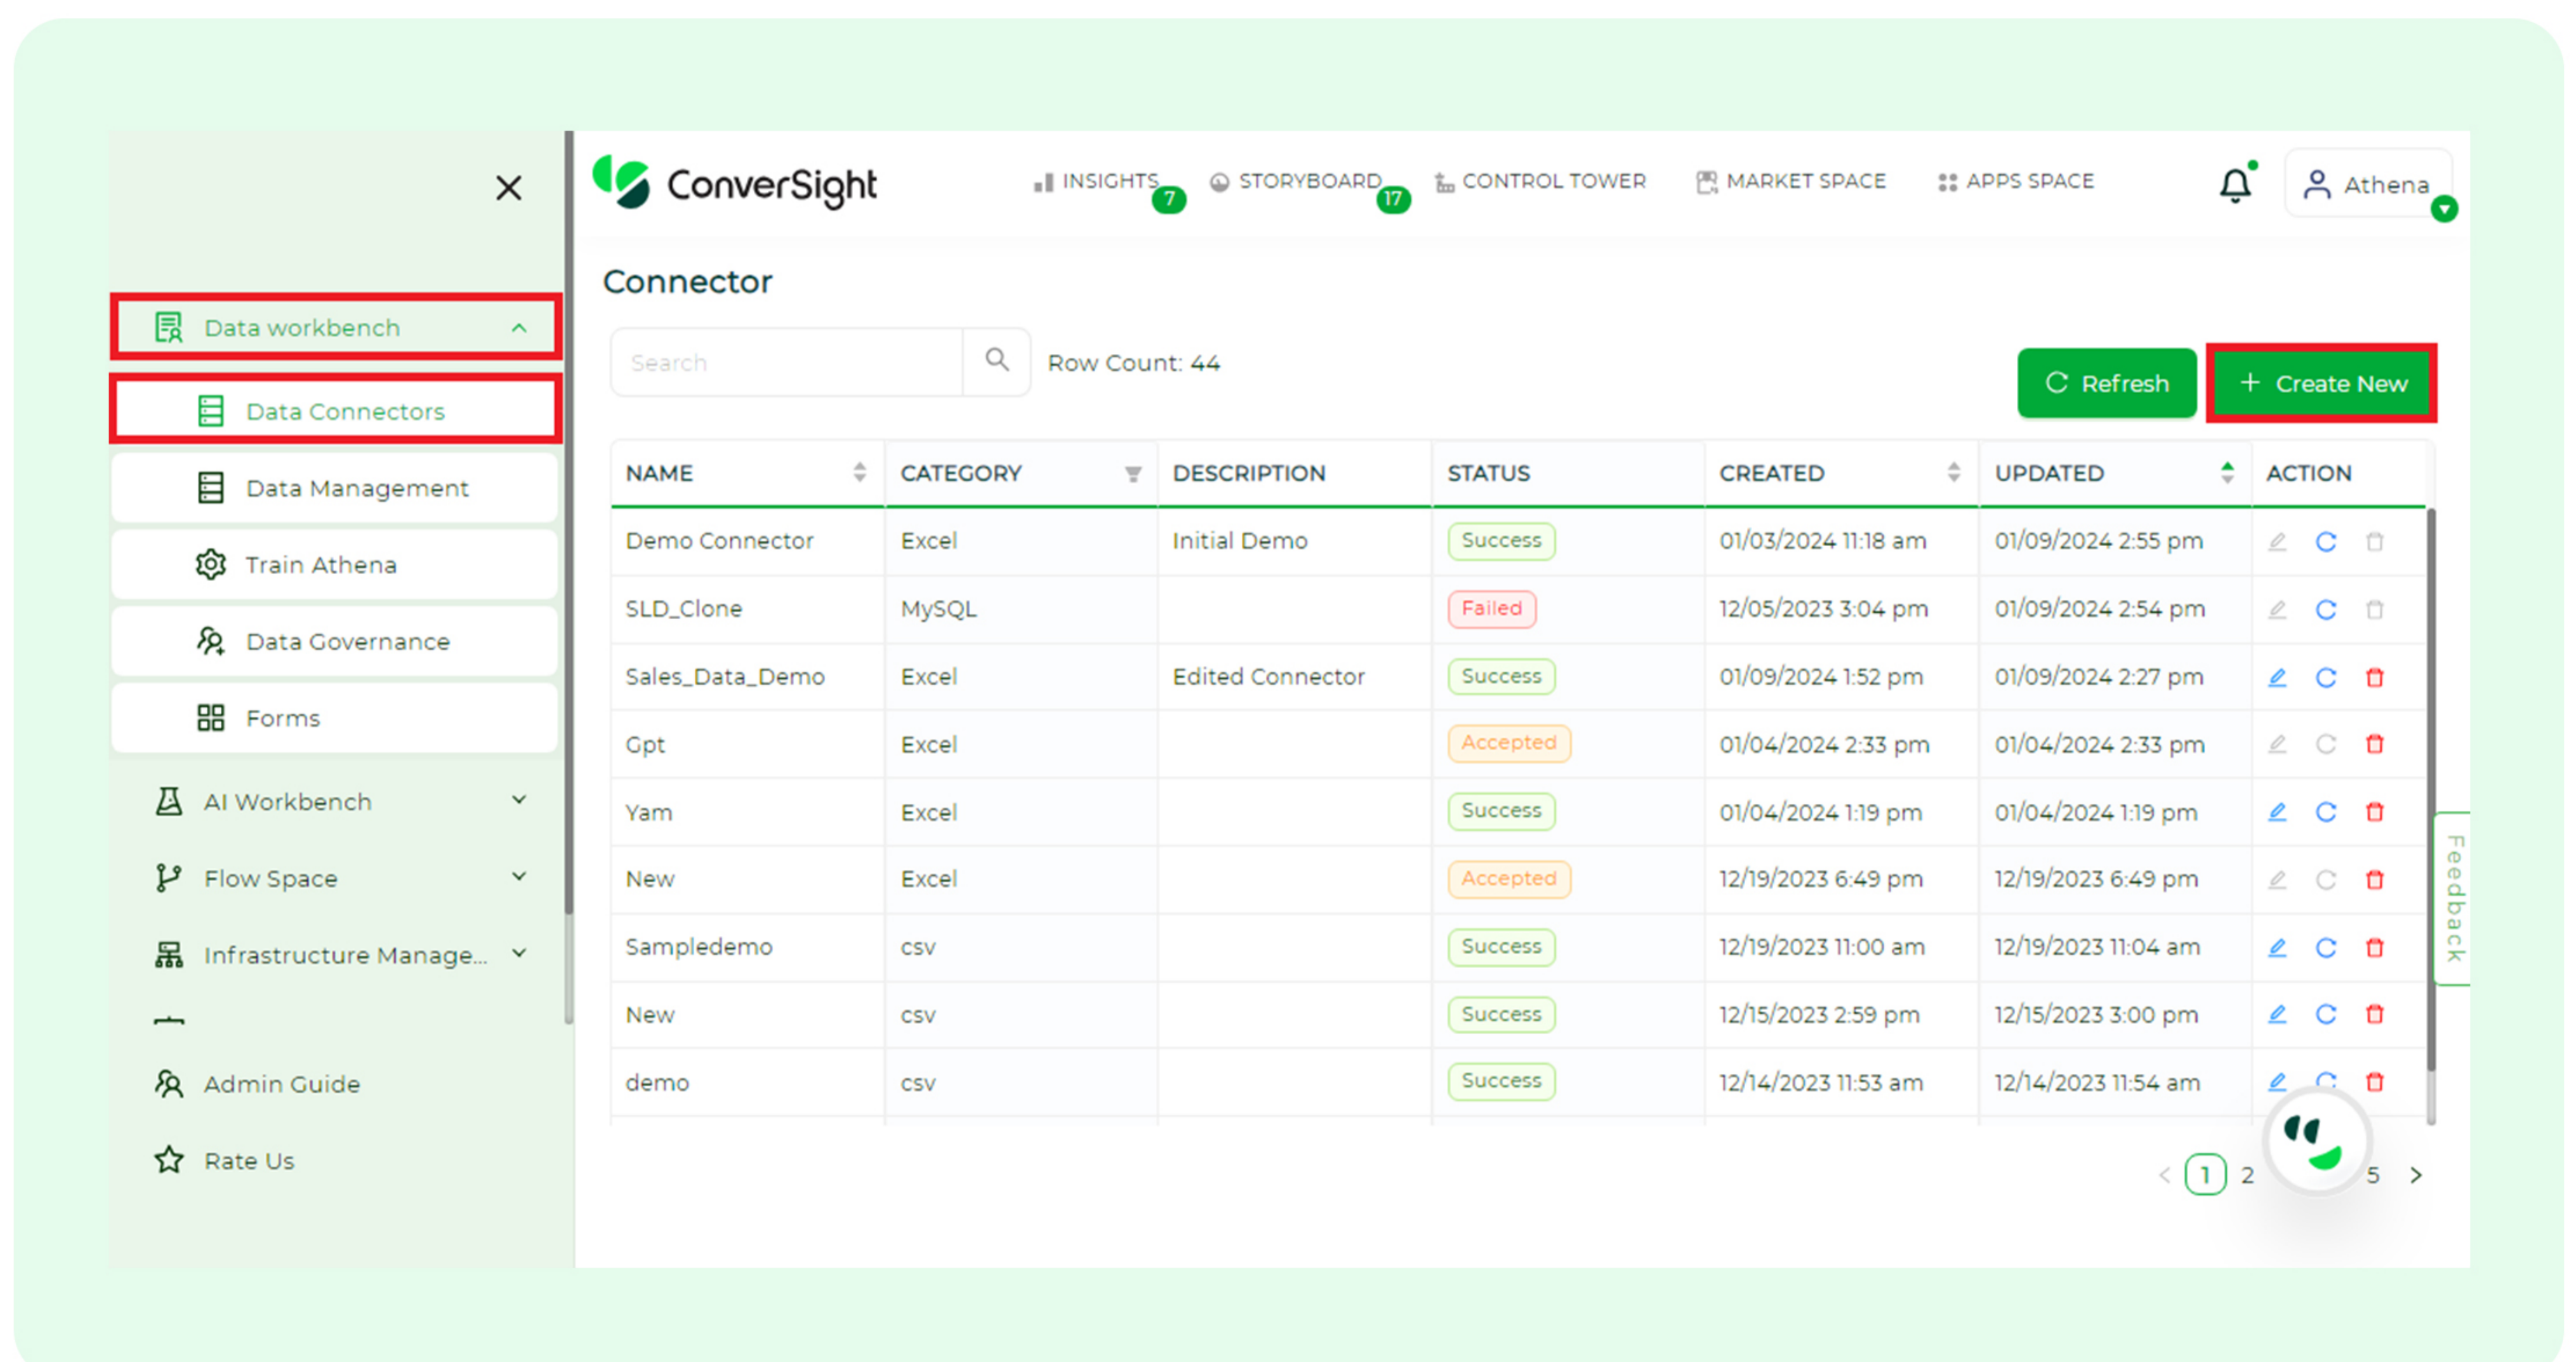 ConverSight
INSIGHTS 7
STORYBOARD 17
CONTROL TOWER
MARKET SPACE
APPS SPACE
Athena
Data workbench
Data Connectors
Data Management
Train Athena
Data Governance
Forms
AI Workbench
Flow Space
Infrastructure Manage...
Admin Guide
Rate Us
Connector
Search
Row Count: 44
Refresh
+ Create New
NAME CATEGORY DESCRIPTION STATUS CREATED UPDATED ACTION
Demo Connector Excel Initial Demo Success 01/03/2024 11:18 am 01/09/2024 2:55 pm
SLD_Clone MySQL Failed 12/05/2023 3:04 pm 01/09/2024 2:54 pm
Sales_Data_Demo Excel Edited Connector Success 01/09/2024 1:52 pm 01/09/2024 2:27 pm
Gpt Excel Accepted 01/04/2024 2:33 pm 01/04/2024 2:33 pm
Yam Excel Success 01/04/2024 1:19 pm 01/04/2024 1:19 pm
New Excel Accepted 12/19/2023 6:49 pm 12/19/2023 6:49 pm
Sampledemo csv Success 12/19/2023 11:00 am 12/19/2023 11:04 am
New csv Success 12/15/2023 2:59 pm 12/15/2023 3:00 pm
demo csv Success 12/14/2023 11:53 am 12/14/2023 11:54 am
< 1 2 5 >
Feedback